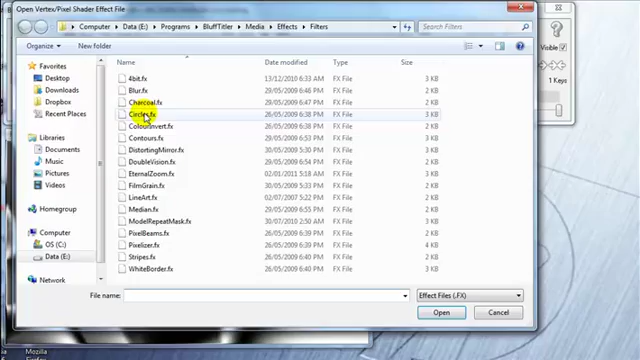 Open Vertex/Pixel Shader Effect File
Computer ▸ Data (E:) ▸ Programs ▸ BluffTitler ▸ Media ▸ Effects ▸ Filters
Search Filters
Organize ▾ New folder
Visible ✓
Name Date modified Type Size
Favorites
Desktop
Downloads
Dropbox
Recent Places
Libraries
Documents
Music
Pictures
Videos
Homegroup
Computer
OS (C:)
Data (E:)
Network
4bit.fx 13/12/2010 6:33 AM FX File 3 KB
Blur.fx 29/05/2009 6:46 PM FX File 2 KB
Charcoal.fx 29/05/2009 6:47 PM FX File 3 KB
Circles.fx 26/05/2009 6:38 PM FX File 3 KB
ColourInvert.fx 26/05/2009 6:38 PM FX File 2 KB
Contours.fx 26/05/2009 6:38 PM FX File 3 KB
DistortingMirror.fx 26/05/2009 6:38 PM FX File 2 KB
DoubleVision.fx 26/05/2009 6:38 PM FX File 2 KB
EternalZoom.fx 02/01/2011 5:18 AM FX File 3 KB
FilmGrain.fx 26/05/2009 6:39 PM FX File 3 KB
LineArt.fx 02/07/2007 5:22 PM FX File 2 KB
Median.fx 29/05/2009 6:55 PM FX File 2 KB
ModelRepeatMask.fx 30/07/2010 2:50 AM FX File 3 KB
PixelBeams.fx 26/05/2009 6:39 PM FX File 2 KB
Pixelizer.fx 26/05/2009 6:39 PM FX File 4 KB
Stripes.fx 26/05/2009 6:40 PM FX File 2 KB
WhiteBorder.fx 26/05/2009 6:40 PM FX File 3 KB
File name:
Effect Files (.FX)
Open Cancel
Mozilla